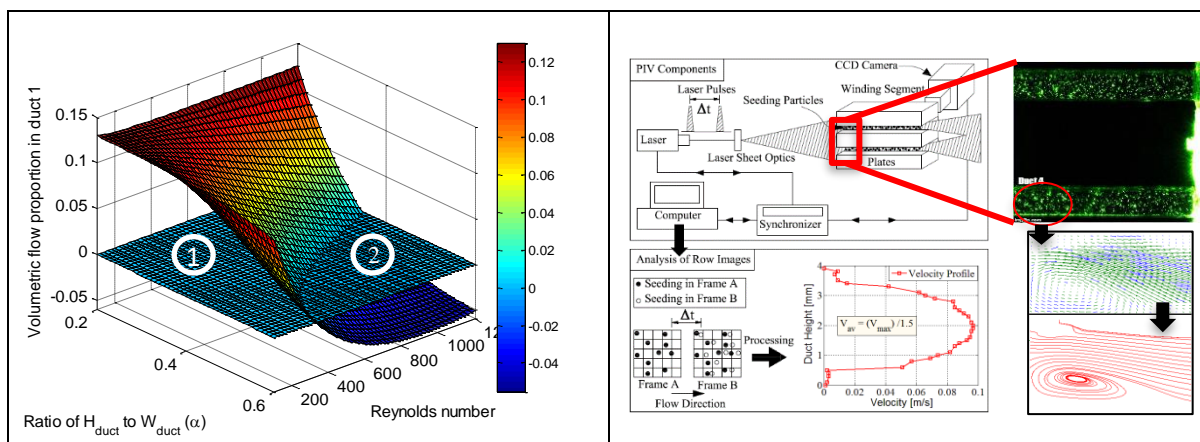 0.15
0.1
0.05
0
-0.05
0.2
0.4
0.6
200
400
600
800
1000
12
Volumetric flow proportion in duct 1
Ratio of H_duct to W_duct (α)
Reynolds number
1
2
0.12
0.1
0.08
0.06
0.04
0.02
0
-0.02
-0.04
PIV Components
CCD Camera
Winding Segment
Laser Pulses
Δt
Seeding Particles
Laser
Laser Sheet Optics
Plates
Computer
Synchronizer
Duct 4
Analysis of Row Images
Seeding in Frame A
Seeding in Frame B
Δt
Processing
Frame A
Frame B
Flow Direction
Velocity Profile
V_av = (V_max) /1.5
Duct Height [mm]
4
3
2
1
0
0
0.02
0.04
0.06
0.08
0.1
Velocity [m/s]